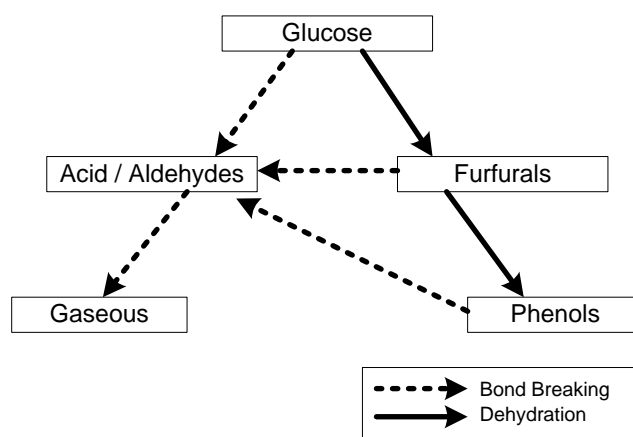 Glucose
Acid / Aldehydes
Furfurals
Gaseous
Phenols
Bond Breaking
Dehydration